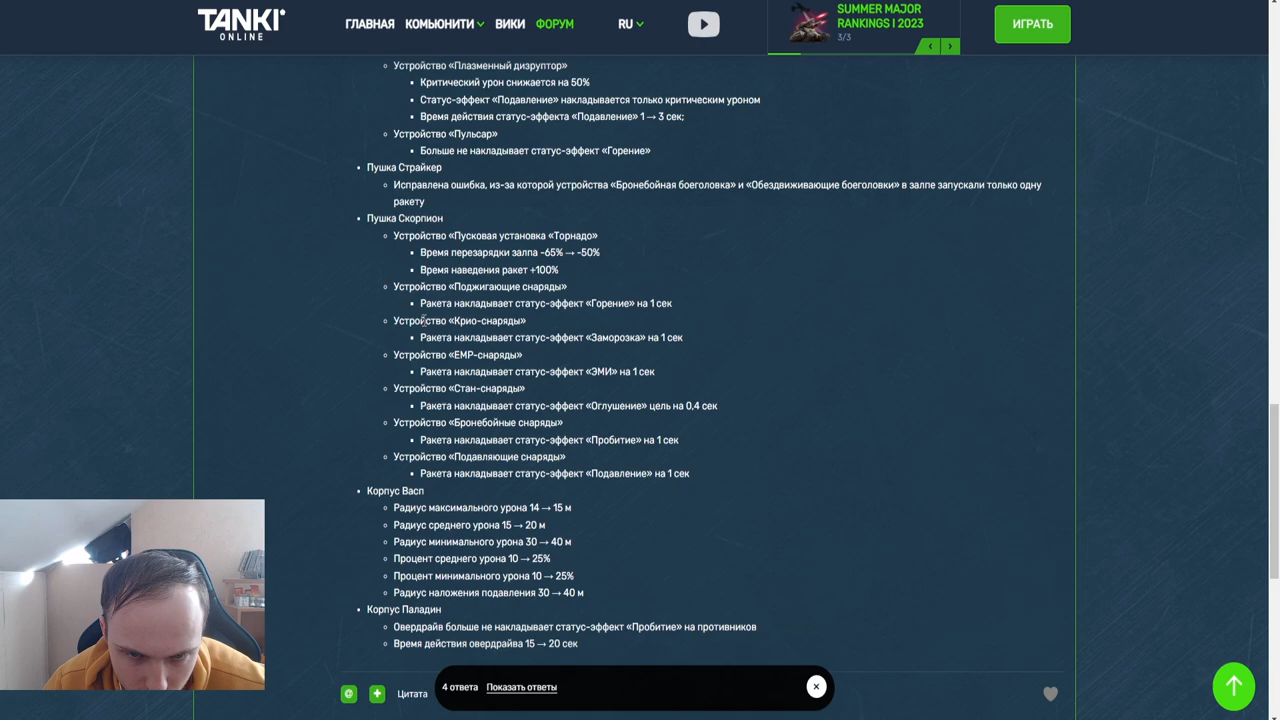 TANKI
ONLINE
ГЛАВНАЯ
КОМЬЮНИТИ
ВИКИ
ФОРУМ
RU
SUMMER MAJOR
RANKINGS I 2023
3/3
ИГРАТЬ
Устройство «Плазменный дизруптор»
Критический урон снижается на 50%
Статус-эффект «Подавление» накладывается только критическим уроном
Время действия статус-эффекта «Подавление» 1 → 3 сек;
Устройство «Пульсар»
Больше не накладывает статус-эффект «Горение»
Пушка Страйкер
Исправлена ошибка, из-за которой устройства «Бронебойная боеголовка» и «Обездвиживающие боеголовки» в залпе запускали только одну
ракету
Пушка Скорпион
Устройство «Пусковая установка «Торнадо»
Время перезарядки залпа -65% → -50%
Время наведения ракет +100%
Устройство «Поджигающие снаряды»
Ракета накладывает статус-эффект «Горение» на 1 сек
Устройство «Крио-снаряды»
Ракета накладывает статус-эффект «Заморозка» на 1 сек
Устройство «EMP-снаряды»
Ракета накладывает статус-эффект «ЭМИ» на 1 сек
Устройство «Стан-снаряды»
Ракета накладывает статус-эффект «Оглушение» цель на 0,4 сек
Устройство «Бронебойные снаряды»
Ракета накладывает статус-эффект «Пробитие» на 1 сек
Устройство «Подавляющие снаряды»
Ракета накладывает статус-эффект «Подавление» на 1 сек
Корпус Васп
Радиус максимального урона 14 → 15 м
Радиус среднего урона 15 → 20 м
Радиус минимального урона 30 → 40 м
Процент среднего урона 10 → 25%
Процент минимального урона 10 → 25%
Радиус наложения подавления 30 → 40 м
Корпус Паладин
Овердрайв больше не накладывает статус-эффект «Пробитие» на противников
Время действия овердрайва 15 → 20 сек
Цитата
4 ответа
Показать ответы